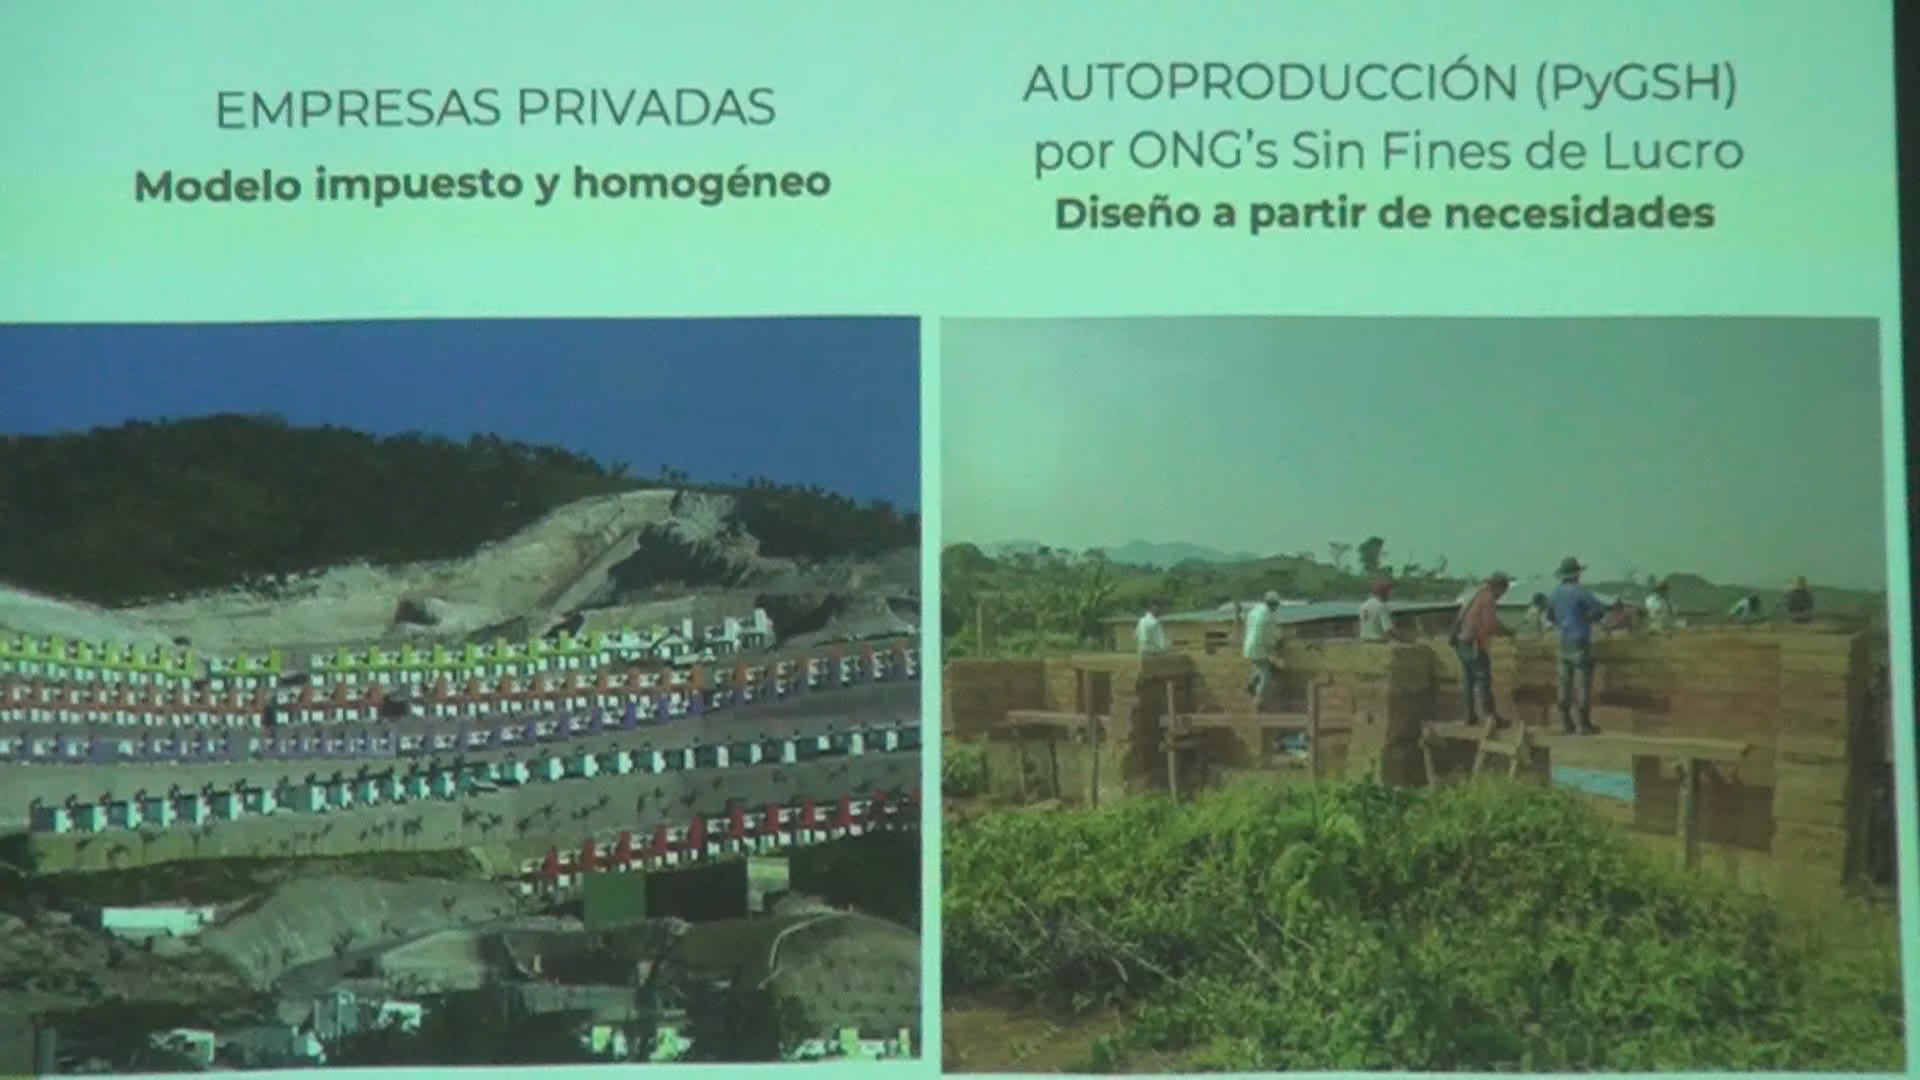 EMPRESAS PRIVADAS
Modelo impuesto y homogéneo
AUTOPRODUCCIÓN (PyGSH)
por ONG's Sin Fines de Lucro
Diseño a partir de necesidades